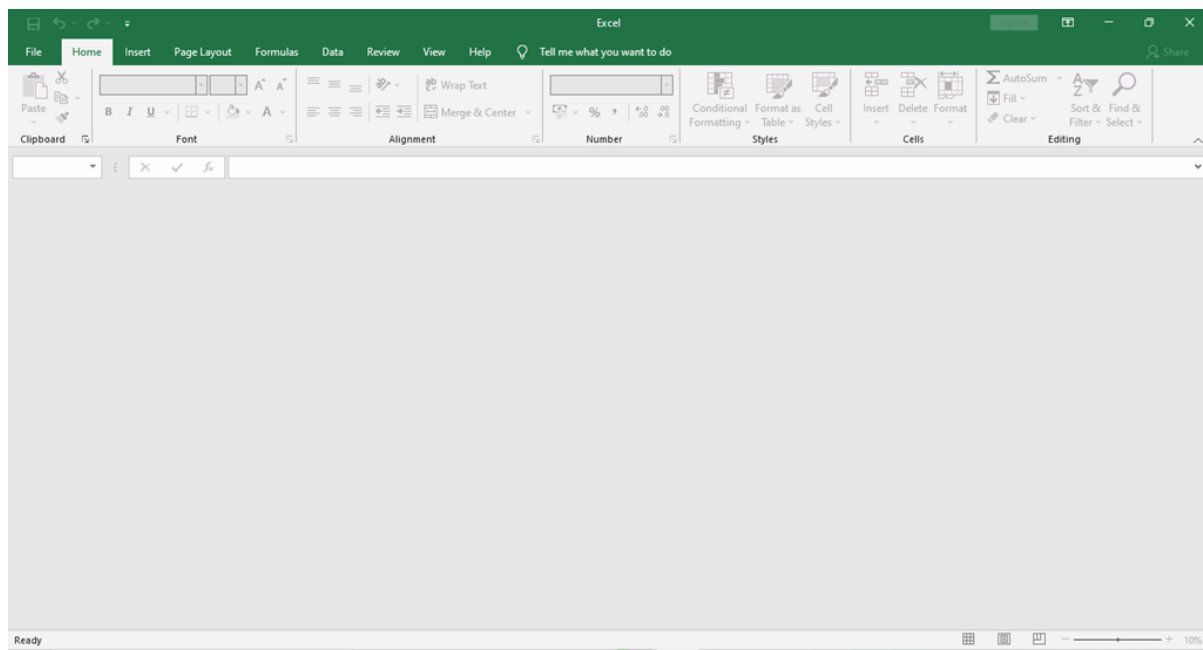 Excel
File Home Insert Page Layout Formulas Data Review View Help Tell me what you want to do Share
Paste
B I U A
Wrap Text
Merge & Center
%
Conditional Formatting
Format as Table
Cell Styles
Insert Delete Format
AutoSum
Fill
Clear
Sort & Filter
Find & Select
Clipboard Font Alignment Number Styles Cells Editing
fx
Ready 10%